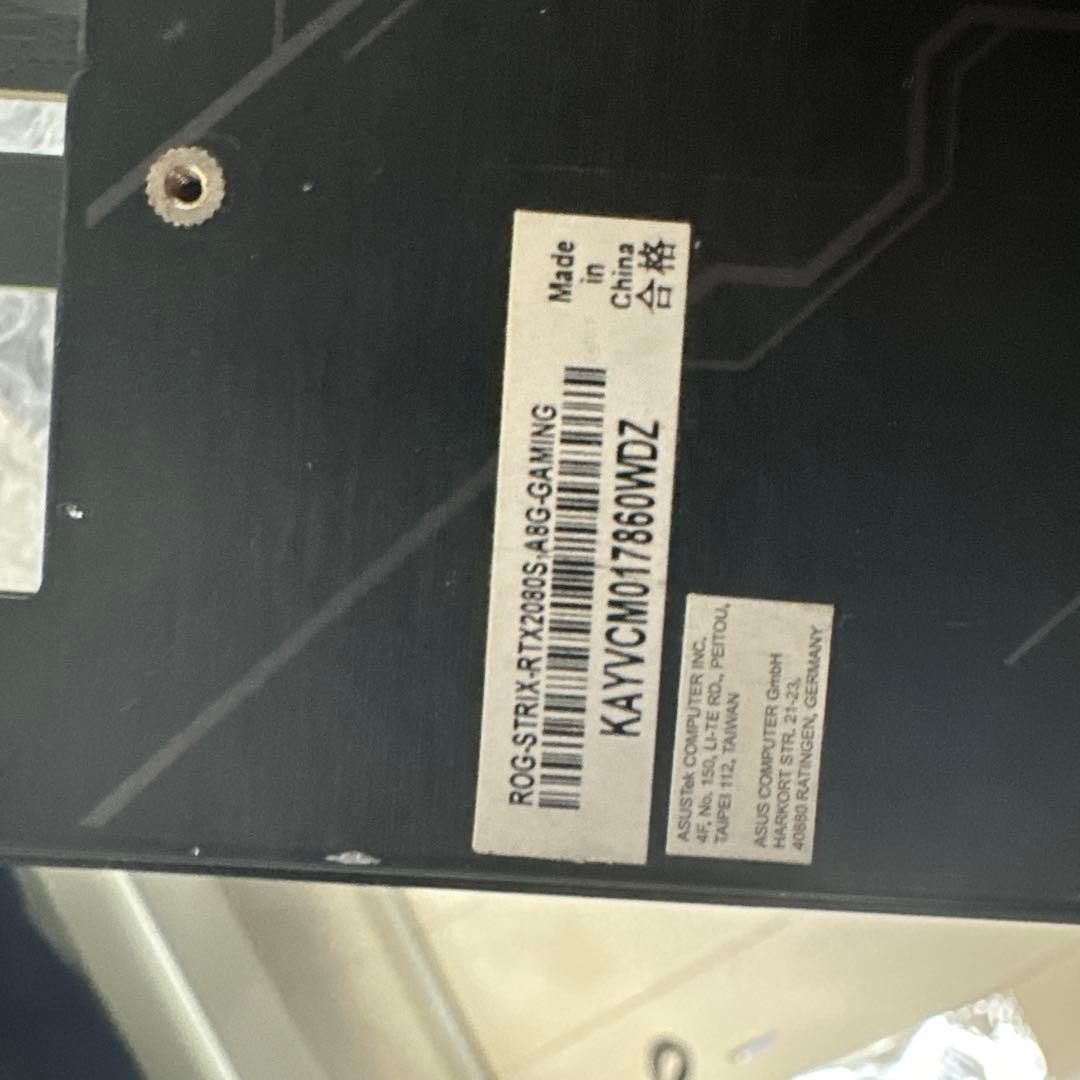 ROG-STRIX-RTX2080S-A8G-GAMING
KAYVCM017860WDZ
Made
in
China
合格
ASUSTek COMPUTER INC.
4F, No. 150, LI-TE RD., PEITOU,
TAIPEI 112, TAIWAN
ASUS COMPUTER GmbH
HARKORT STR. 21-23,
40880 RATINGEN, GERMANY